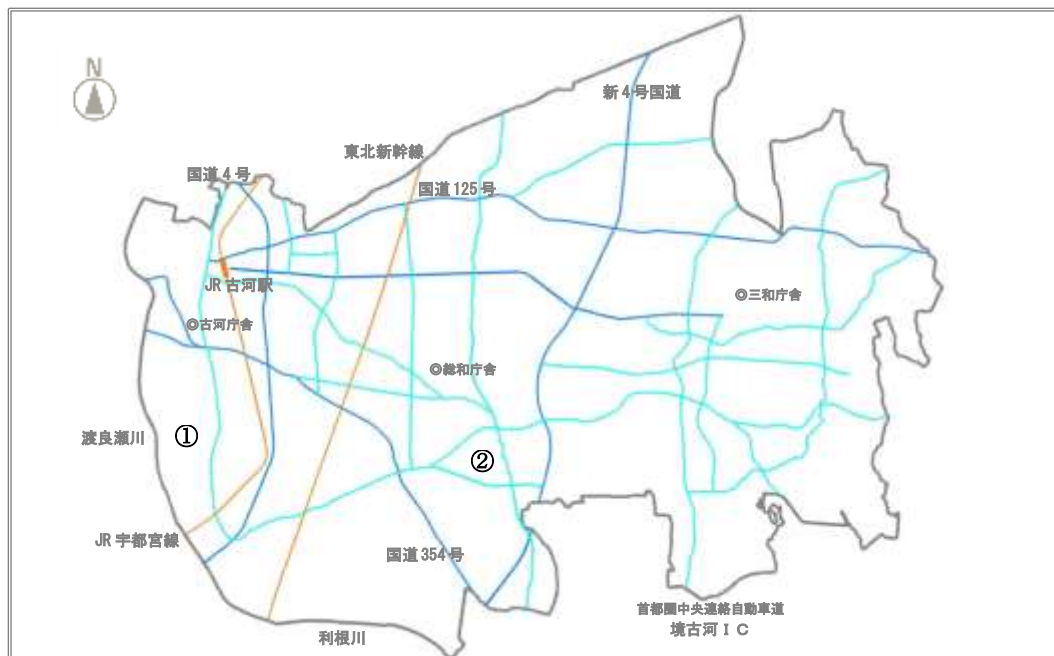 N
新4号国道
東北新幹線
国道4号
国道125号
JR古河駅
◎三和庁舎
◎古河庁舎
◎総和庁舎
渡良瀬川
①
②
JR宇都宮線
国道354号
首都圏中央連絡自動車道
境古河IC
利根川